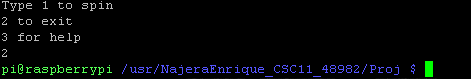 Type 1 to spin
2 to exit
3 for help
2
pi@raspberrypi /usr/NajeraEnrique_CSC11_48982/Proj $